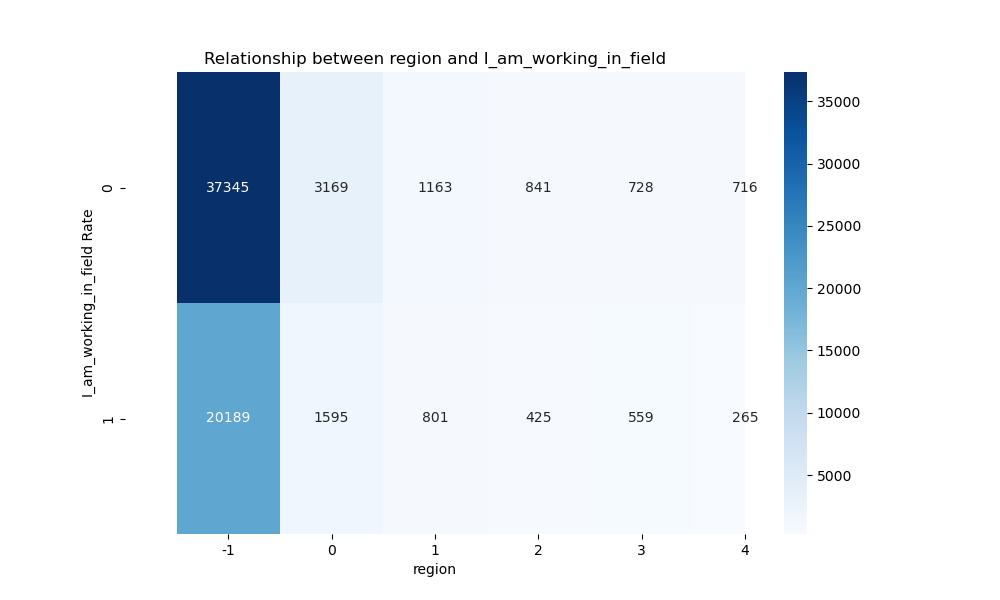 Relationship between region and I_am_working_in_field
I_am_working_in_field Rate
0
37345 3169 1163 841 728 716
1
20189 1595 801 425 559 265
-1 0 1 2 3 4
region
35000
30000
25000
20000
15000
10000
5000